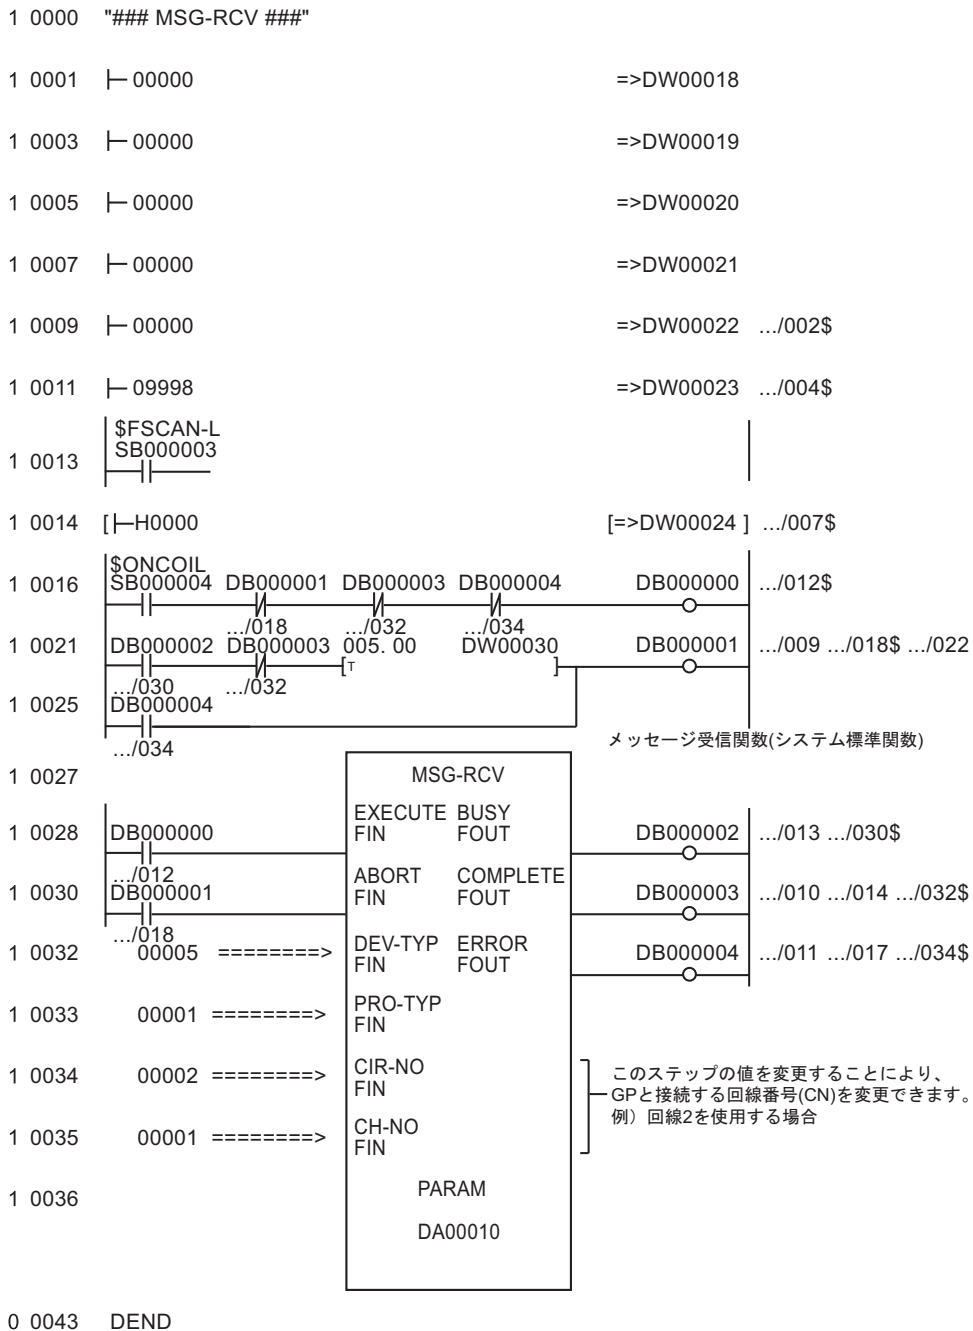 1 0000 "### MSG-RCV ###"
1 0001 00000 =>DW00018
1 0003 00000 =>DW00019
1 0005 00000 =>DW00020
1 0007 00000 =>DW00021
1 0009 00000 =>DW00022 .../002$
1 0011 09998 =>DW00023 .../004$
$FSCAN-L
SB000003
1 0013
1 0014 [ H0000 [=>DW00024 ] .../007$
$ONCOIL
1 0016 SB000004 DB000001 DB000003 DB000004 DB000000 .../012$
.../018 .../032 .../034
1 0021 DB000002 DB000003 005. 00 DW00030 DB000001 .../009 .../018$ .../022
[T ]
.../030 .../032
1 0025 DB000004
.../034
メッセージ受信関数(システム標準関数)
1 0027 MSG-RCV
EXECUTE BUSY
1 0028 DB000000 FIN FOUT DB000002 .../013 .../030$
.../012
ABORT COMPLETE
1 0030 DB000001 FIN FOUT DB000003 .../010 .../014 .../032$
.../018
DEV-TYP ERROR
1 0032 00005 ========> FIN FOUT DB000004 .../011 .../017 .../034$
PRO-TYP
1 0033 00001 ========> FIN
CIR-NO
1 0034 00002 ========> FIN
このステップの値を変更することにより、
GPと接続する回線番号(CN)を変更できます。
例）回線2を使用する場合
CH-NO
1 0035 00001 ========> FIN
PARAM
1 0036
DA00010
0 0043 DEND